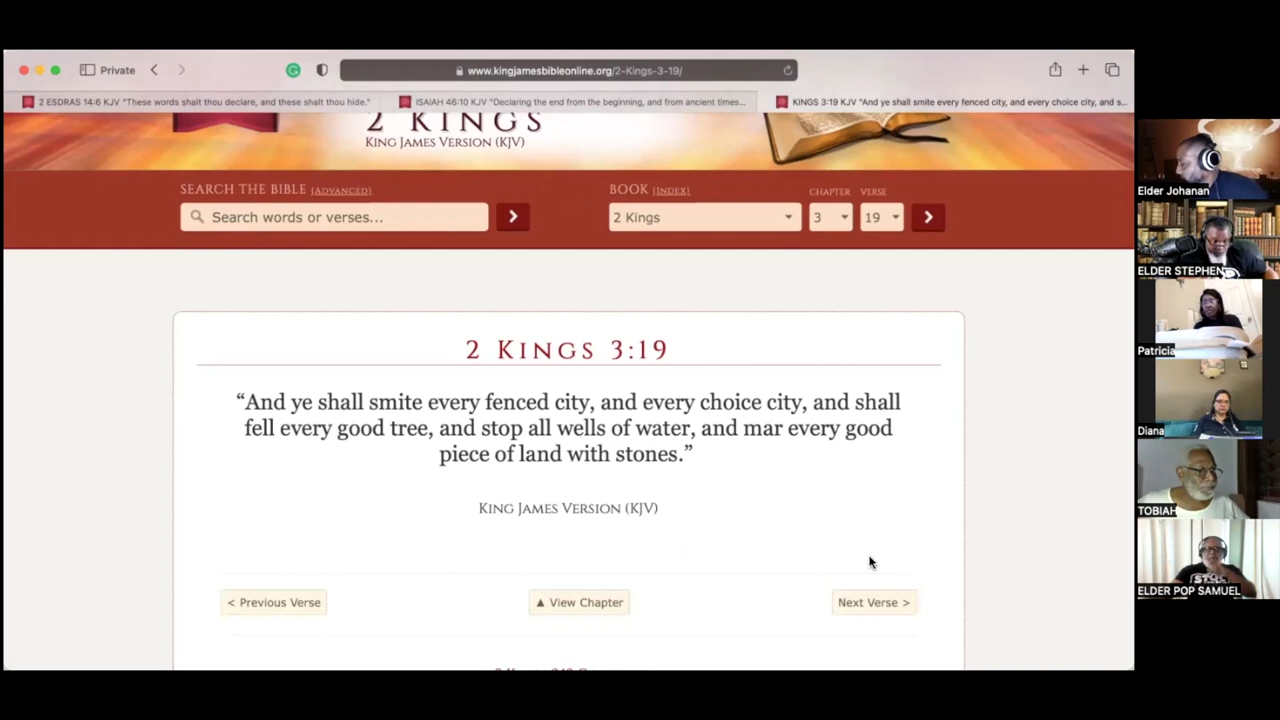 Private
www.kingjamesbibleonline.org/2-Kings-3-19/
2 ESDRAS 14:6 KJV "These words shalt thou declare, and these shalt thou hide."
ISAIAH 46:10 KJV "Declaring the end from the beginning, and from ancient times...
KINGS 3:19 KJV "And ye shall smite every fenced city, and every choice city, and s...
2 KINGS
KING JAMES VERSION (KJV)
SEARCH THE BIBLE (ADVANCED)
BOOK (INDEX)
CHAPTER
VERSE
Search words or verses...
2 Kings
3
19
2 KINGS 3:19
“And ye shall smite every fenced city, and every choice city, and shall
fell every good tree, and stop all wells of water, and mar every good
piece of land with stones.”
KING JAMES VERSION (KJV)
< Previous Verse
▲ View Chapter
Next Verse >
Elder Johanan
ELDER STEPHEN
Patricia
Diana
TOBIAH
ELDER POP SAMUEL